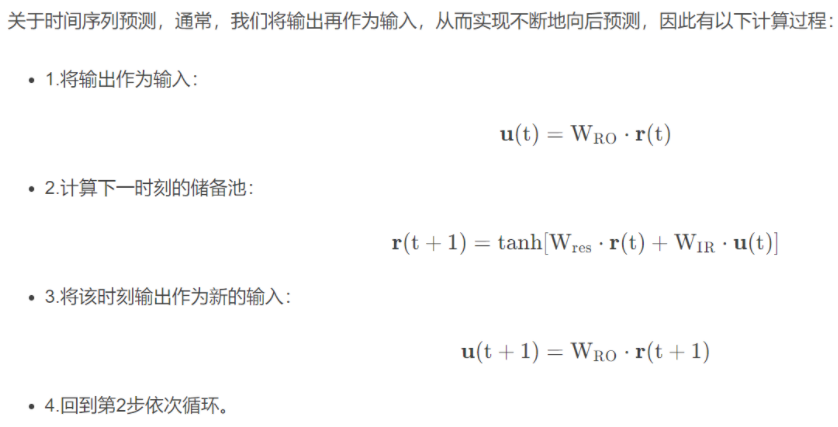 关于时间序列预测，通常，我们将输出再作为输入，从而实现不断地向后预测，因此有以下计算过程：
• 1.将输出作为输入：
u(t) = W_RO · r(t)
• 2.计算下一时刻的储备池：
r(t + 1) = tanh[W_res · r(t) + W_IR · u(t)]
• 3.将该时刻输出作为新的输入：
u(t + 1) = W_RO · r(t + 1)
• 4.回到第2步依次循环。